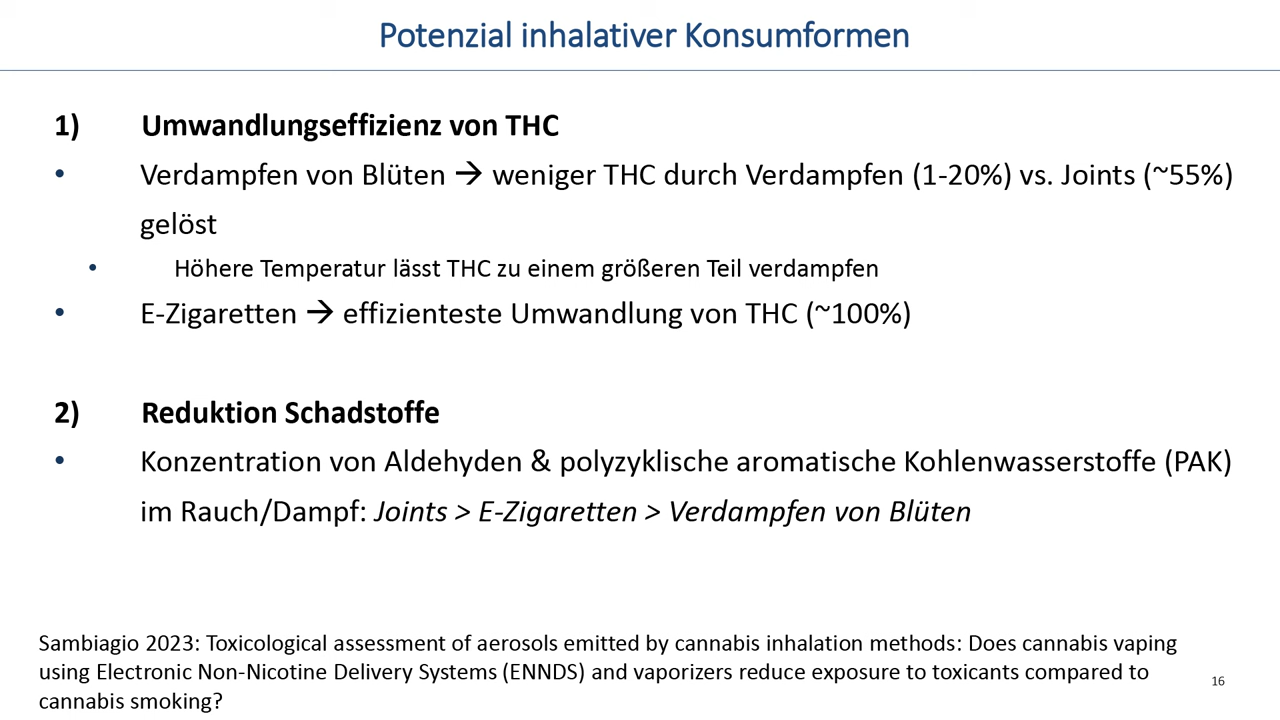 Potenzial inhalativer Konsumformen
1) Umwandlungseffizienz von THC
• Verdampfen von Blüten → weniger THC durch Verdampfen (1-20%) vs. Joints (~55%)
gelöst
• Höhere Temperatur lässt THC zu einem größeren Teil verdampfen
• E-Zigaretten → effizienteste Umwandlung von THC (~100%)
2) Reduktion Schadstoffe
• Konzentration von Aldehyden & polyzyklische aromatische Kohlenwasserstoffe (PAK)
im Rauch/Dampf: Joints > E-Zigaretten > Verdampfen von Blüten
Sambiagio 2023: Toxicological assessment of aerosols emitted by cannabis inhalation methods: Does cannabis vaping
using Electronic Non-Nicotine Delivery Systems (ENNDS) and vaporizers reduce exposure to toxicants compared to
cannabis smoking?
16